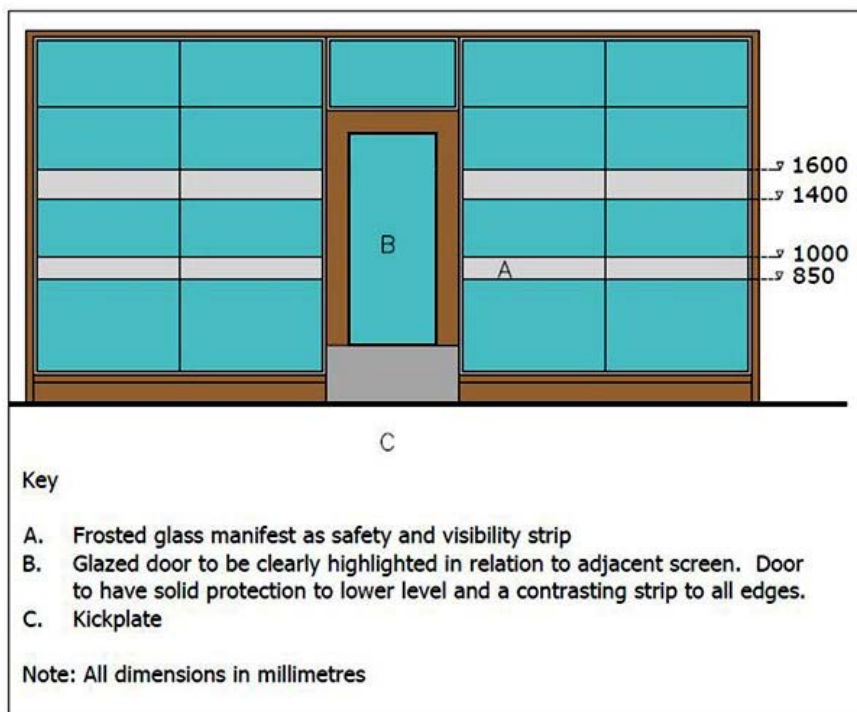 1600
1400
B
1000
A
850
C
Key
A. Frosted glass manifest as safety and visibility strip
B. Glazed door to be clearly highlighted in relation to adjacent screen. Door
to have solid protection to lower level and a contrasting strip to all edges.
C. Kickplate
Note: All dimensions in millimetres